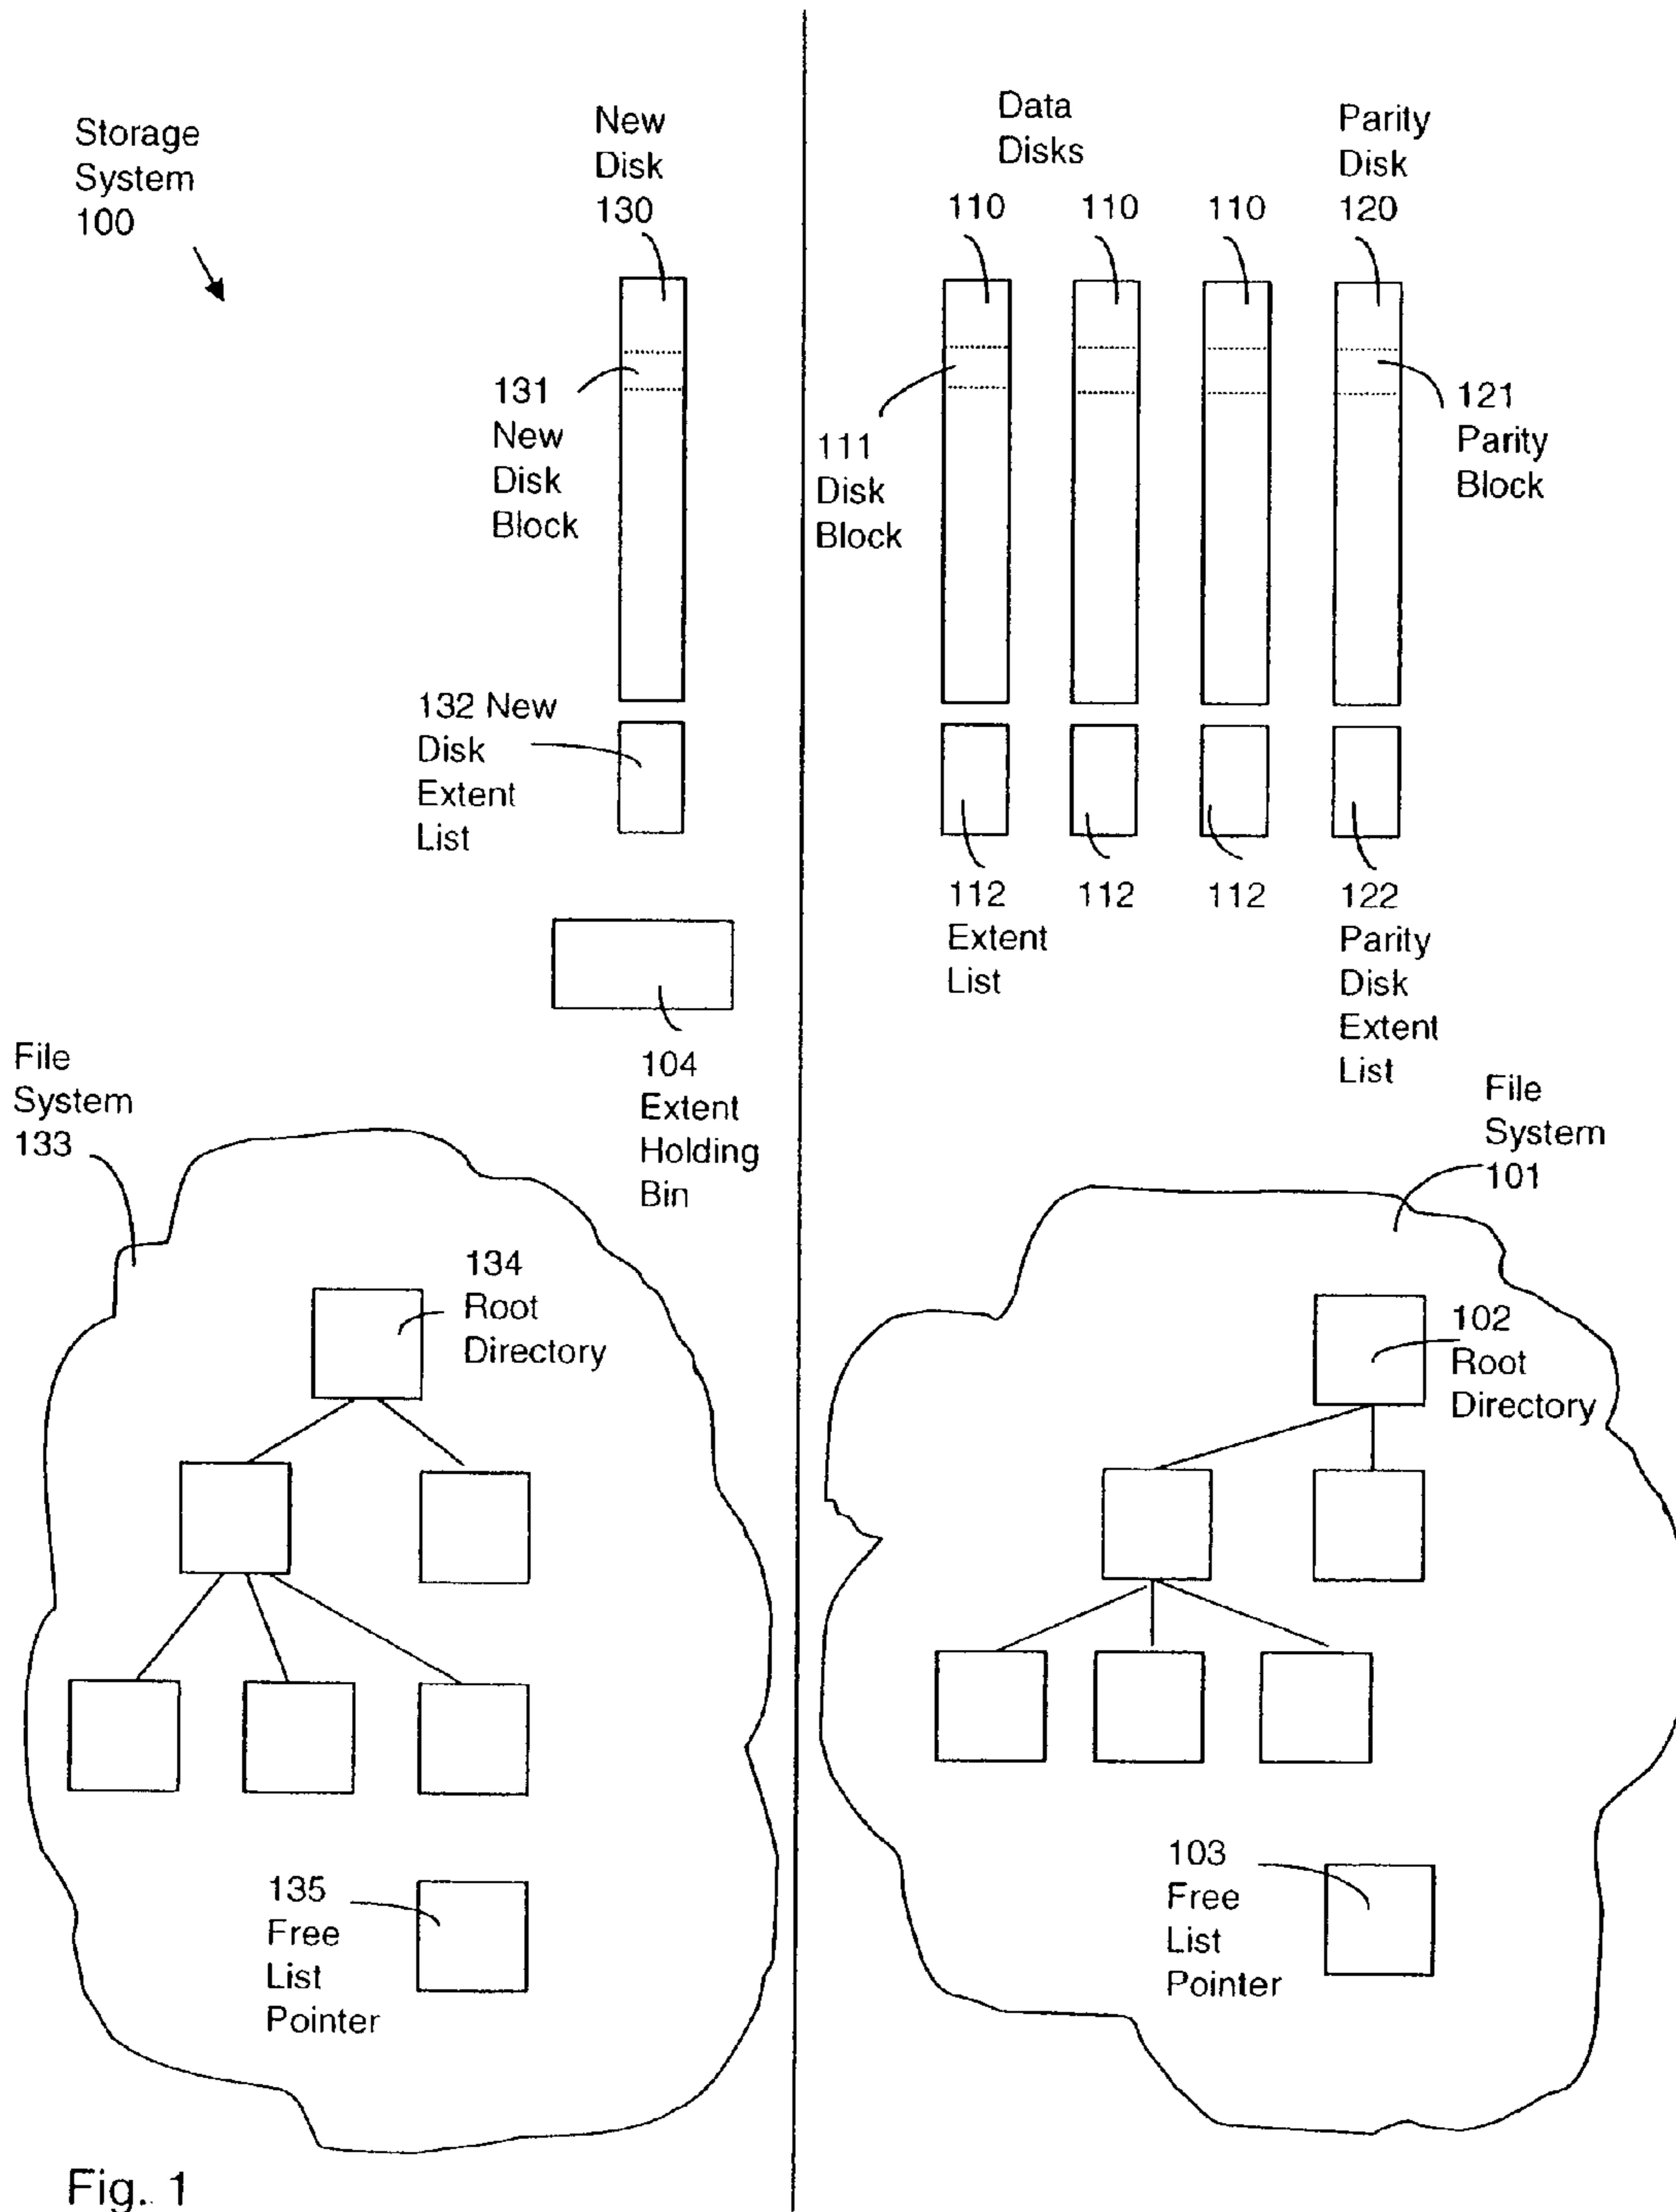 Storage
System
100
New
Disk
130
Data
Disks
110
110
110
Parity
Disk
120
131
New
Disk
Block
111
Disk
Block
121
Parity
Block
132 New
Disk
Extent
List
112
Extent
List
112
112
122
Parity
Disk
Extent
List
104
Extent
Holding
Bin
File
System
133
134
Root
Directory
135
Free
List
Pointer
File
System
101
102
Root
Directory
103
Free
List
Pointer
Fig. 1